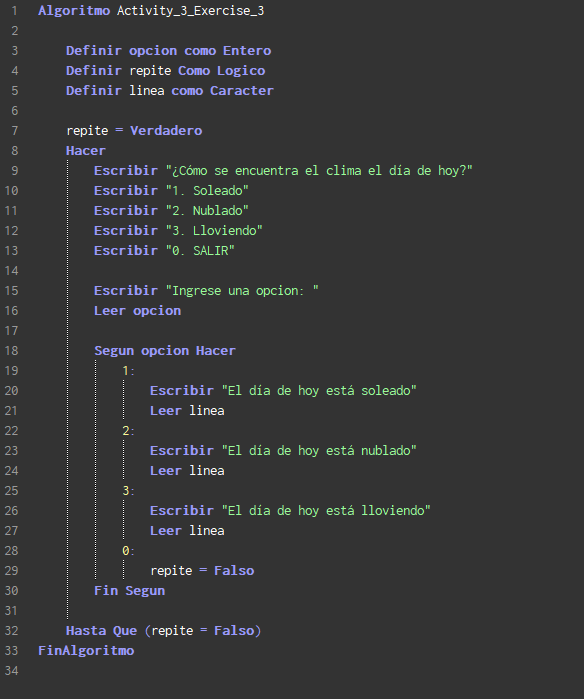 1 Algoritmo Activity_3_Exercise_3
2
3 Definir opcion como Entero
4 Definir repite Como Logico
5 Definir linea como Caracter
6
7 repite = Verdadero
8 Hacer
9 Escribir "¿Cómo se encuentra el clima el día de hoy?"
10 Escribir "1. Soleado"
11 Escribir "2. Nublado"
12 Escribir "3. Lloviendo"
13 Escribir "0. SALIR"
14
15 Escribir "Ingrese una opcion: "
16 Leer opcion
17
18 Segun opcion Hacer
19 1:
20 Escribir "El día de hoy está soleado"
21 Leer linea
22 2:
23 Escribir "El día de hoy está nublado"
24 Leer linea
25 3:
26 Escribir "El día de hoy está lloviendo"
27 Leer linea
28 0:
29 repite = Falso
30 Fin Segun
31
32 Hasta Que (repite = Falso)
33 FinAlgoritmo
34